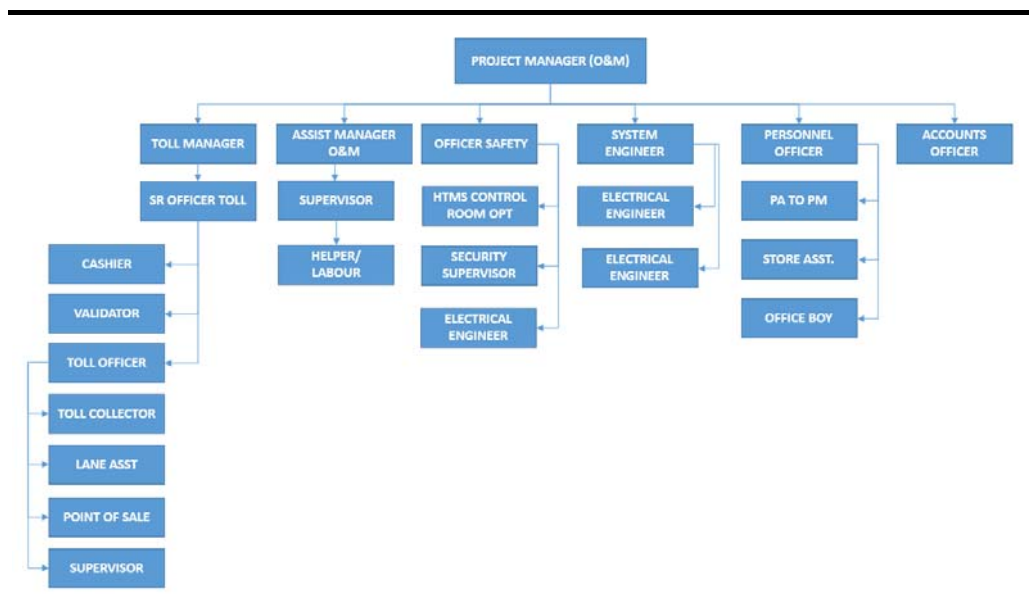 PROJECT MANAGER (O&M)
TOLL MANAGER
ASSIST MANAGER
O&M
OFFICER SAFETY
SYSTEM
ENGINEER
PERSONNEL
OFFICER
ACCOUNTS
OFFICER
SR OFFICER TOLL
SUPERVISOR
HTMS CONTROL
ROOM OPT
ELECTRICAL
ENGINEER
PA TO PM
CASHIER
HELPER/
LABOUR
SECURITY
SUPERVISOR
ELECTRICAL
ENGINEER
STORE ASST.
VALIDATOR
ELECTRICAL
ENGINEER
OFFICE BOY
TOLL OFFICER
TOLL COLLECTOR
LANE ASST
POINT OF SALE
SUPERVISOR